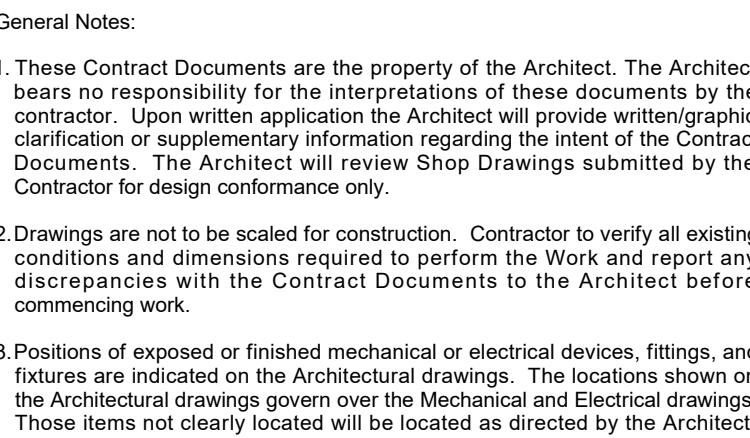 General Notes:
1. These Contract Documents are the property of the Architect. The Architec
bears no responsibility for the interpretations of these documents by the
contractor.  Upon written application the Architect will provide written/graphic
clarification or supplementary information regarding the intent of the Contrac
Documents.  The Architect will review Shop Drawings submitted by the
Contractor for design conformance only.
2.Drawings are not to be scaled for construction.  Contractor to verify all existing
conditions and dimensions required to perform the Work and report any
discrepancies with the Contract Documents to the Architect before
commencing work.
3.Positions of exposed or finished mechanical or electrical devices, fittings, and
fixtures are indicated on the Architectural drawings.  The locations shown on
the Architectural drawings govern over the Mechanical and Electrical drawings
Those items not clearly located will be located as directed by the Architect